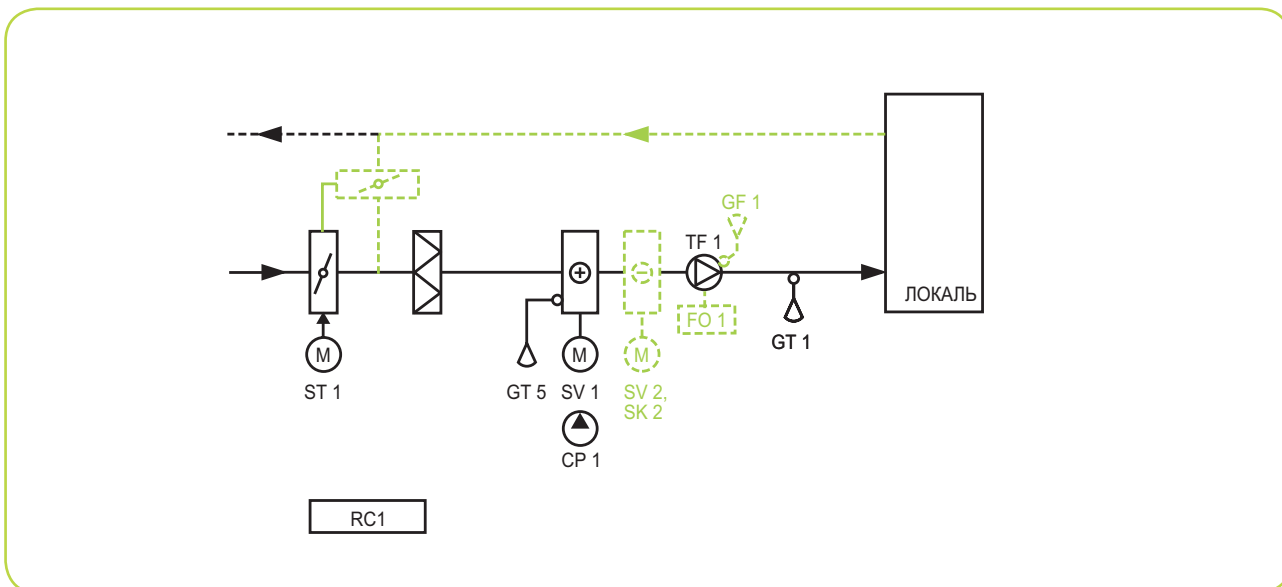 GF 1
TF 1
ЛОКАЛЬ
FO 1
GT 1
M
M
M
ST 1
GT 5
SV 1
SV 2,
SK 2
CP 1
RC1